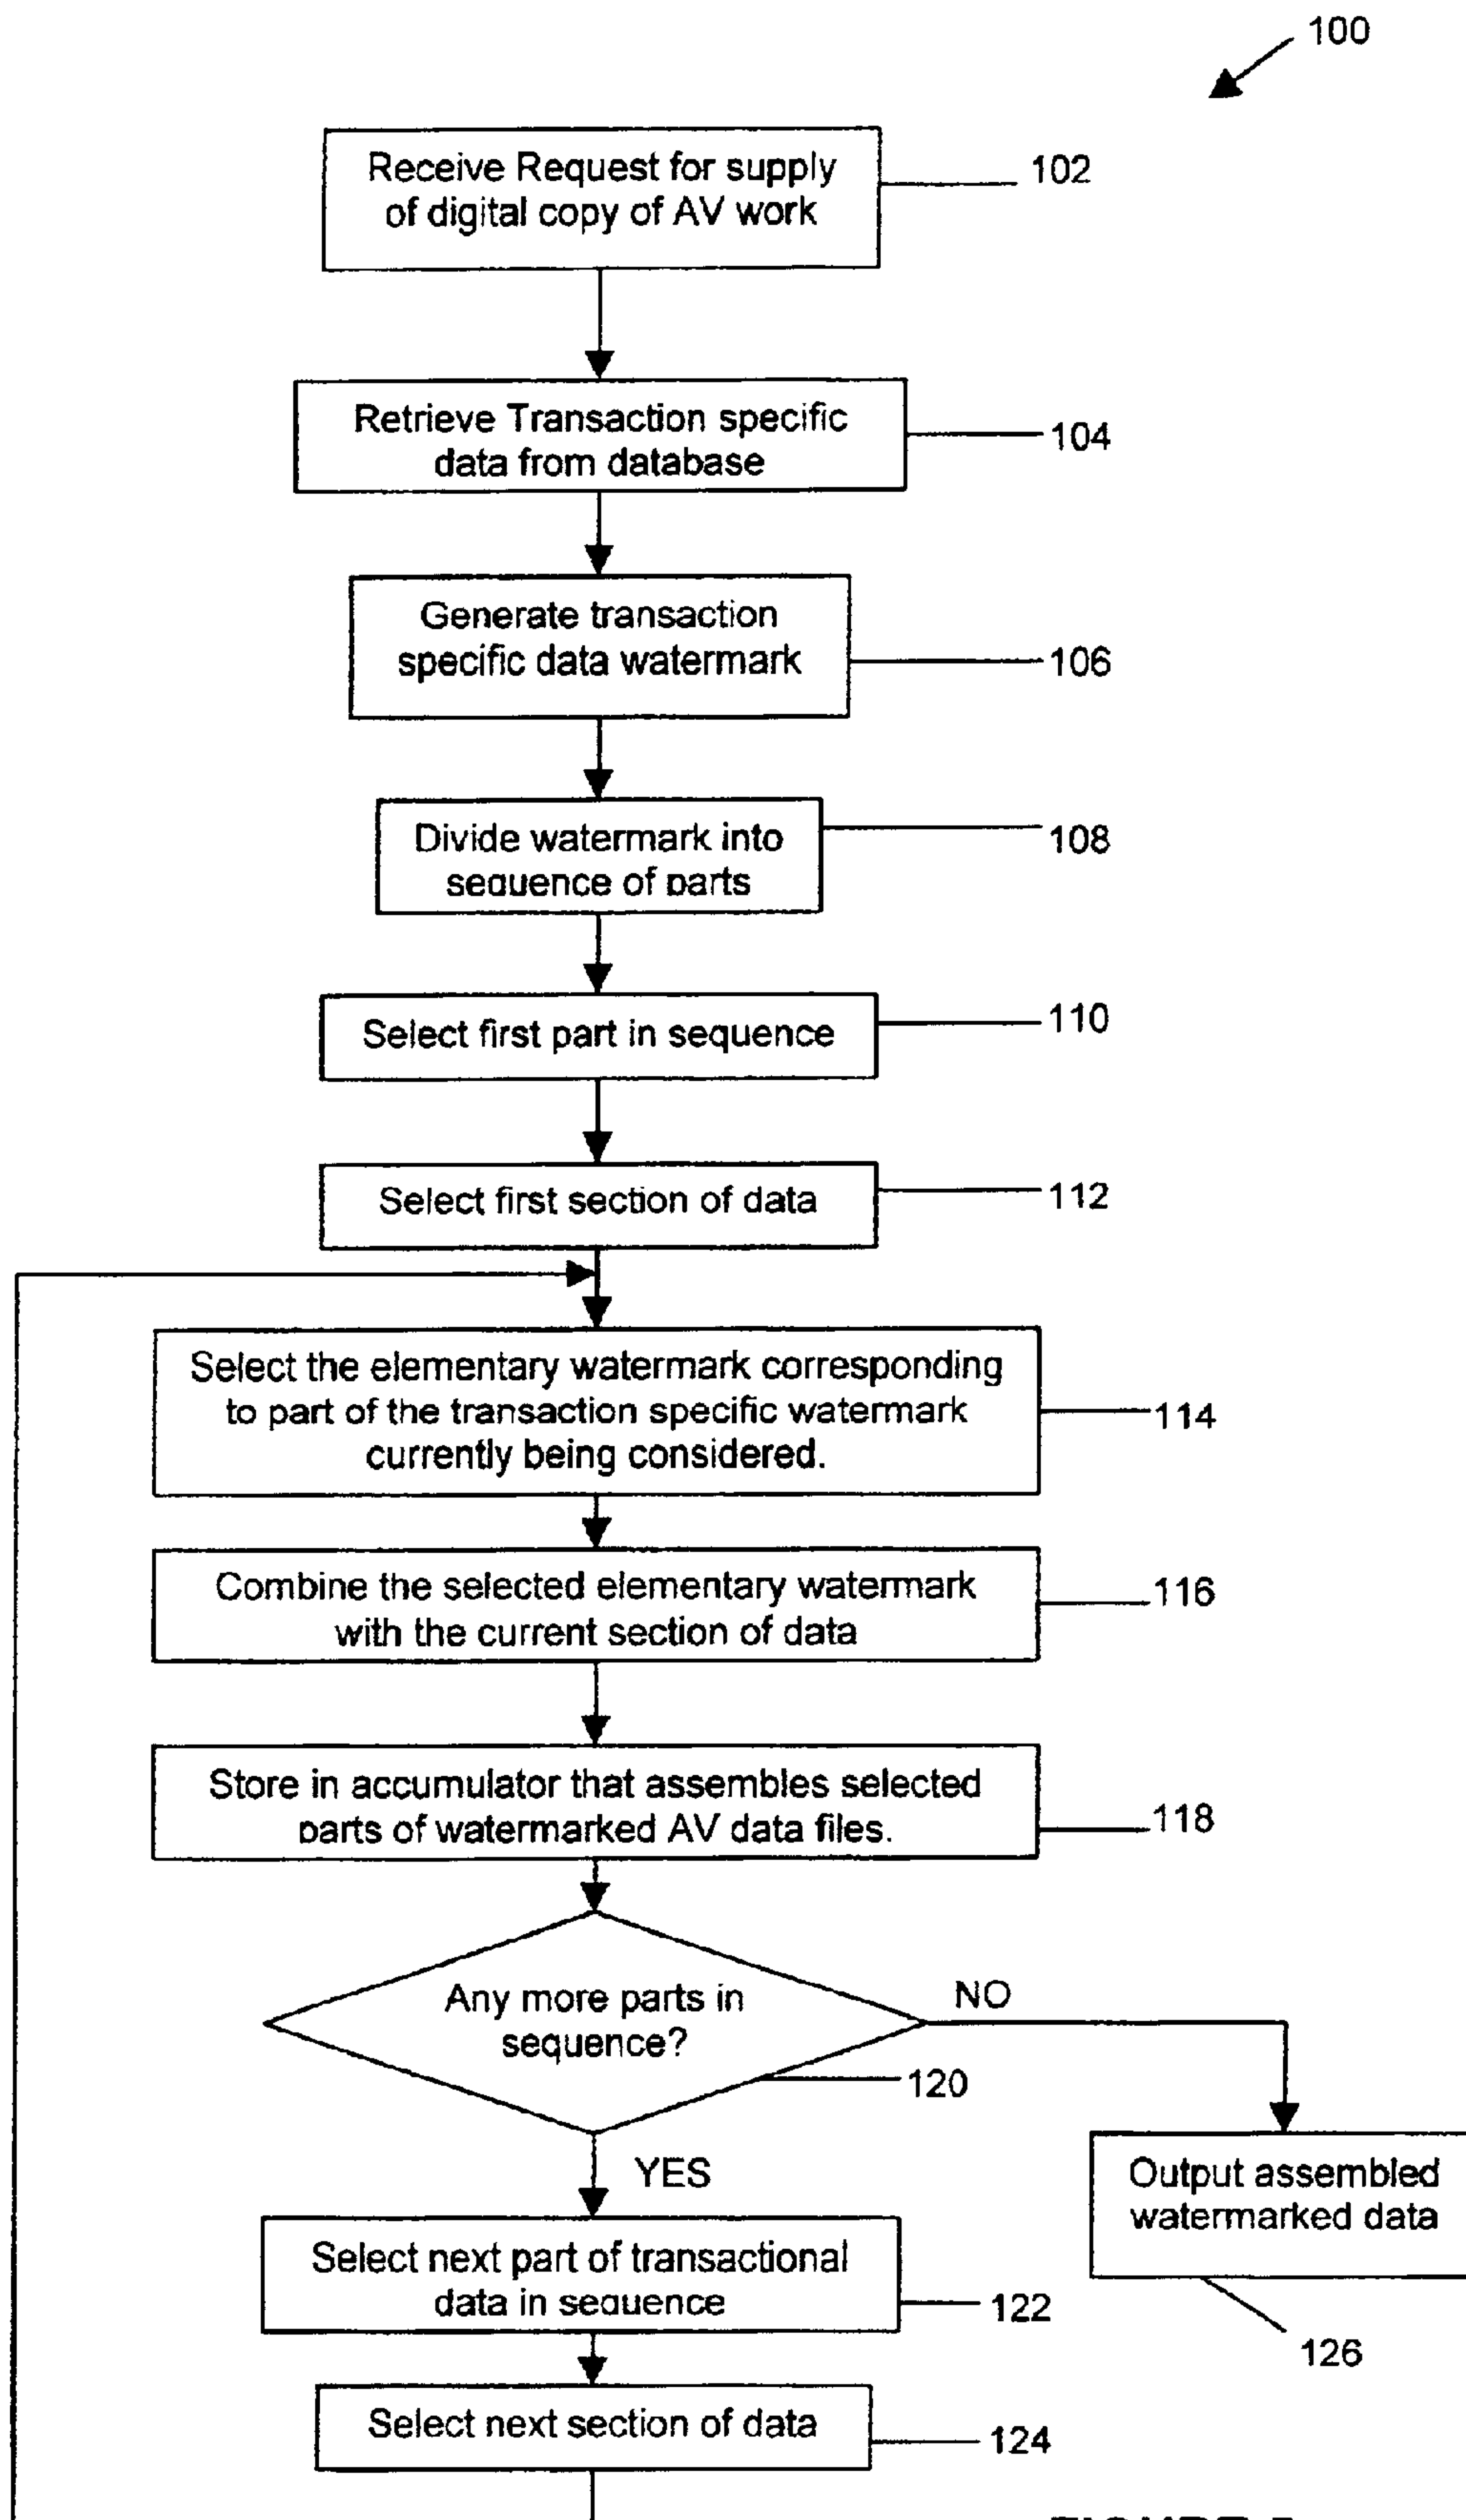 100
Receive Request for supply
of digital copy of AV work
102
Retrieve Transaction specific
data from database
104
Generate transaction
specific data watermark
106
Divide watermark into
sequence of parts
108
Select first part in sequence
110
Select first section of data
112
Select the elementary watermark corresponding
to part of the transaction specific watermark
currently being considered.
114
Combine the selected elementary watermark
with the current section of data
116
Store in accumulator that assembles selected
parts of watermarked AV data files.
118
Any more parts in
sequence?
NO
120
YES
Output assembled
watermarked data
126
Select next part of transactional
data in sequence
122
Select next section of data
124